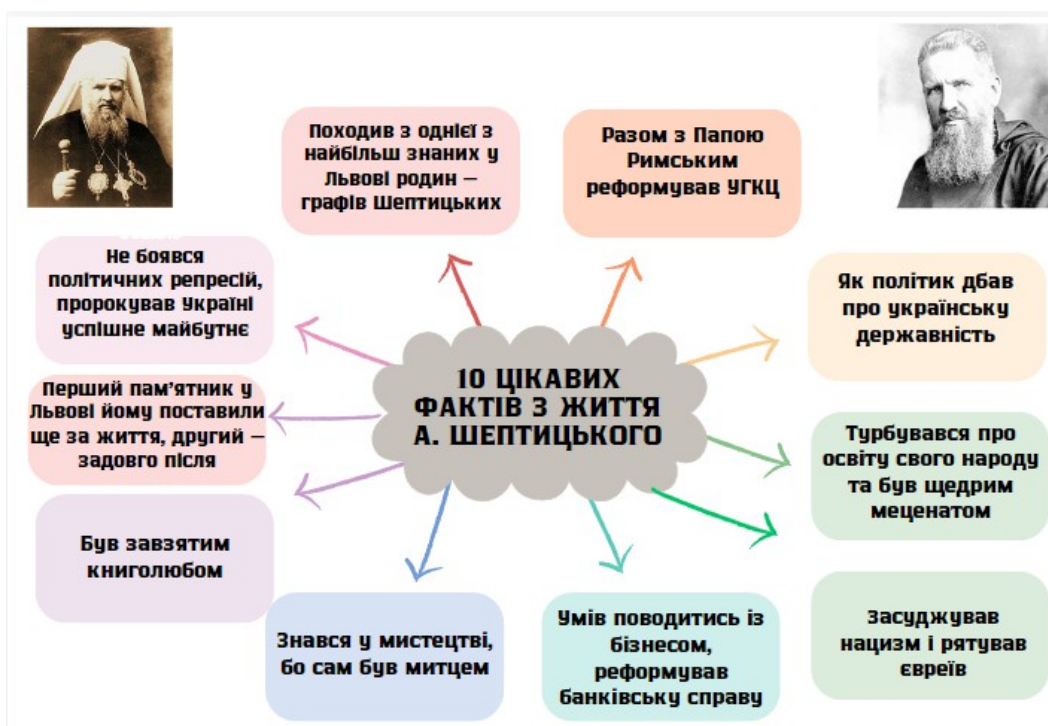 Походив з однієї з
найбільш знаних у
Львові родин –
графів Шептицьких
Разом з Папою
Римським
реформував УГКЦ
Не боявся
політичних репресій,
пророкував Україні
успішне майбутнє
Як політик дбав
про українську
державність
10 ЦІКАВИХ
ФАКТІВ З ЖИТТЯ
А. ШЕПТИЦЬКОГО
Перший пам'ятник у
Львові йому поставили
ще за життя, другий –
задовго після
Турбувався про
освіту свого народу
та був щедрим
меценатом
Був завзятим
книголюбом
Знався у мистецтві,
бо сам був митцем
Умів поводитись із
бізнесом,
реформував
банківську справу
Засуджував
нацизм і рятував
євреїв